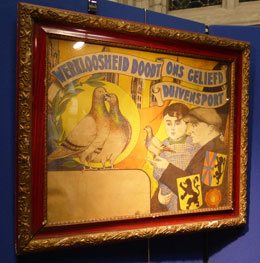 WERKLOOSHEID DOODT ONS GELIEFD
DUIVENSPORT